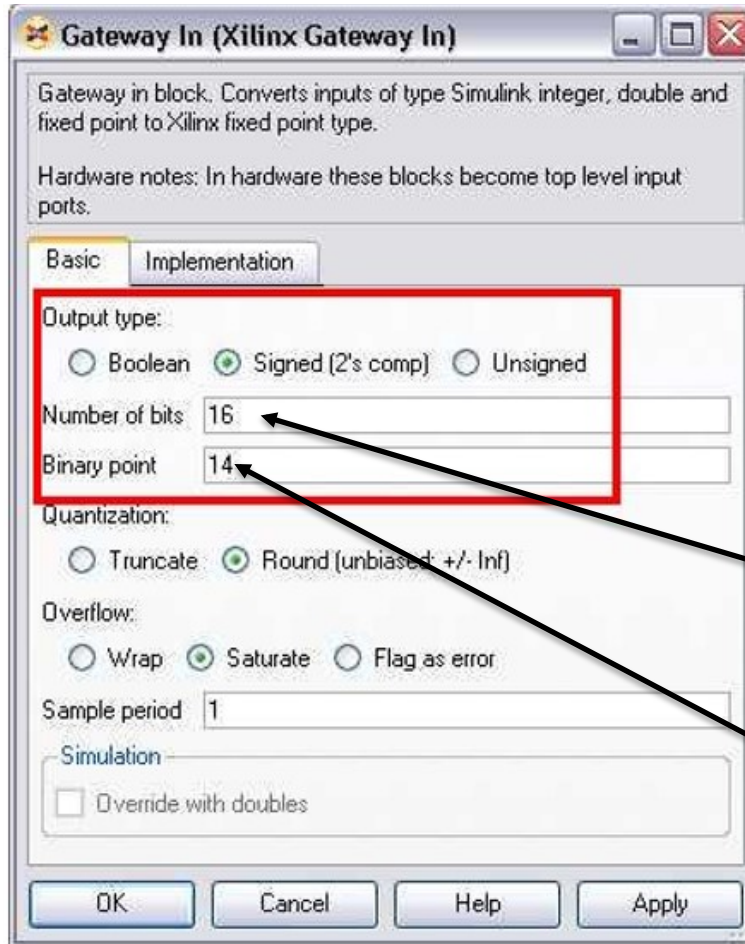 Gateway In (Xilinx Gateway In)
Gateway in block. Converts inputs of type Simulink integer, double and
fixed point to Xilinx fixed point type.
Hardware notes: In hardware these blocks become top level input
ports.
Basic Implementation
Output type:
Boolean Signed (2's comp) Unsigned
Number of bits 16
Binary point 14
Quantization:
Truncate Round (unbiased: +/- Inf)
Overflow:
Wrap Saturate Flag as error
Sample period 1
Simulation
Override with doubles
OK Cancel Help Apply